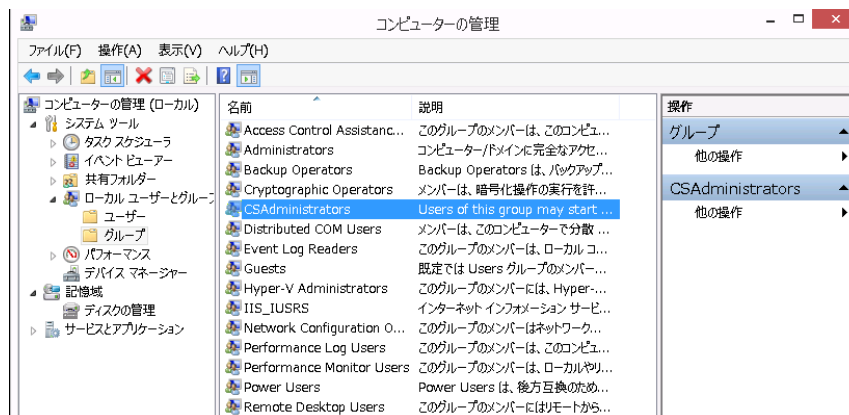 コンピューターの管理
ファイル(F) 操作(A) 表示(V) ヘルプ(H)
コンピューターの管理 (ローカル)
システム ツール
タスク スケジューラ
イベント ビューアー
共有フォルダー
ローカル ユーザーとグループ
ユーザー
グループ
パフォーマンス
デバイス マネージャー
記憶域
ディスクの管理
サービスとアプリケーション
名前 説明
Access Control Assistanc... このグループのメンバーは、このコンピュ...
Administrators コンピューター/ドメインに完全なアクセ...
Backup Operators Backup Operators は、バックアップ...
Cryptographic Operators メンバーは、暗号化操作の実行を許...
CSAdministrators Users of this group may start ...
Distributed COM Users メンバーは、このコンピューターで分散 ...
Event Log Readers このグループのメンバーは、ローカル コ...
Guests 既定では Users グループのメンバー...
Hyper-V Administrators このグループのメンバーには、Hyper-...
IIS_IUSRS インターネット インフォメーション サービ...
Network Configuration O... このグループのメンバーはネットワーク...
Performance Log Users このグループのメンバーは、このコンピュ...
Performance Monitor Users このグループのメンバーは、ローカルやリ...
Power Users Power Users は、後方互換のため...
Remote Desktop Users このグループのメンバーにはリモートから...
操作
グループ
他の操作
CSAdministrators
他の操作